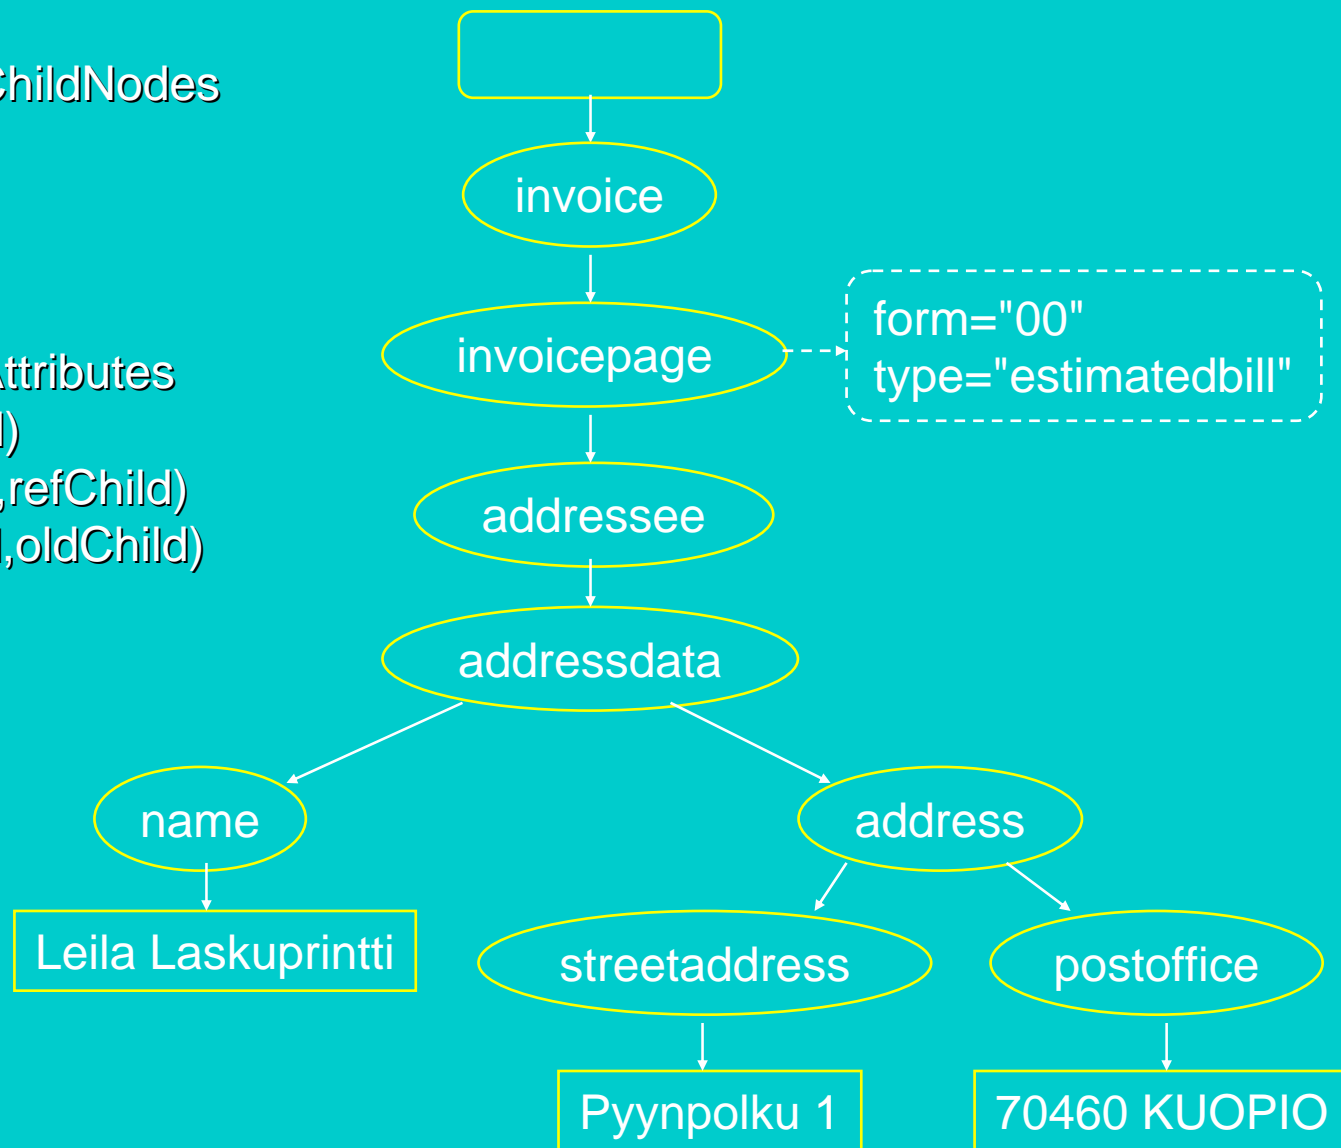 ChildNodes
invoice
form="00"
invoicepage
type="estimatedbill"
Attributes
)
,refChild)
addressee
,oldChild)
addressdata
name
address
Leila Laskuprintti
streetaddress
postoffice
Pyynpolku 1
70460 KUOPIO